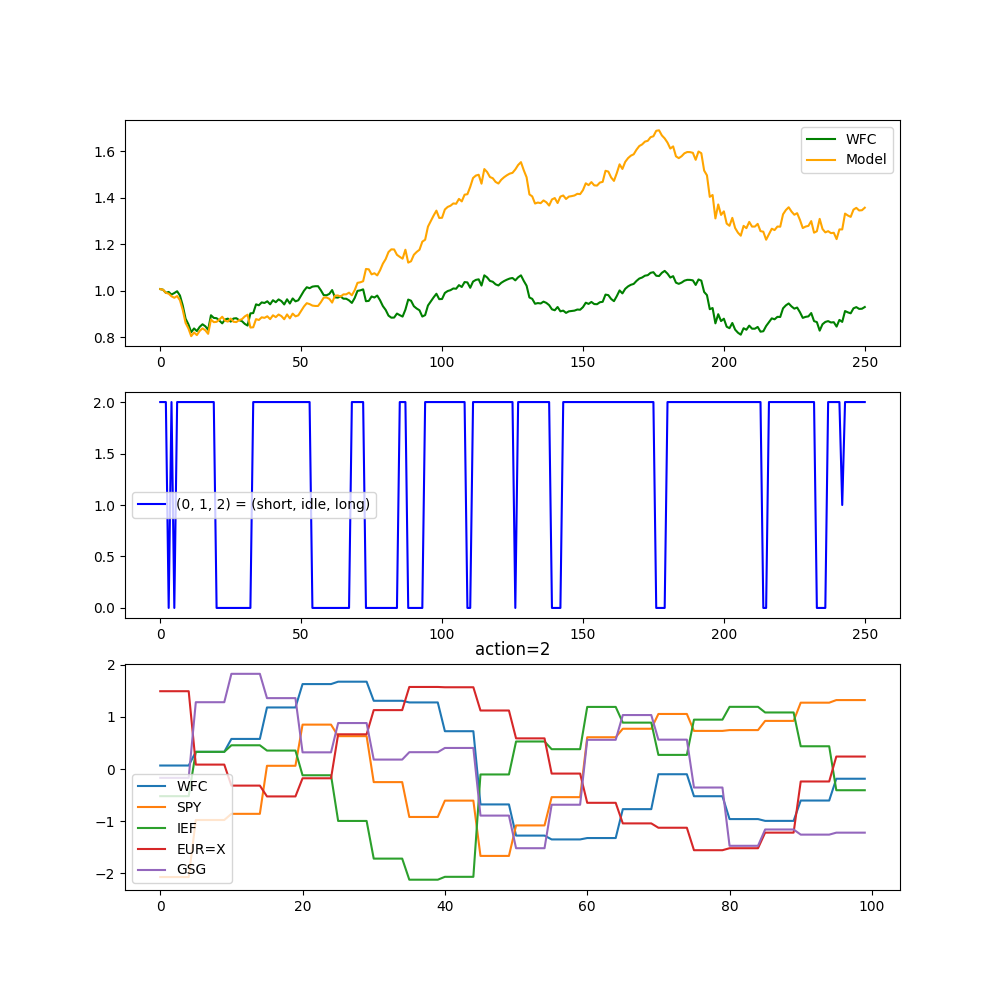 WFC
Model
1.6
1.4
1.2
1.0
0.8
0 50 100 150 200 250
2.0
1.5
1.0
0.5
0.0
(0, 1, 2) = (short, idle, long)
0 50 100 150 200 250
action=2
2
1
0
−1
−2
WFC
SPY
IEF
EUR=X
GSG
0 20 40 60 80 100